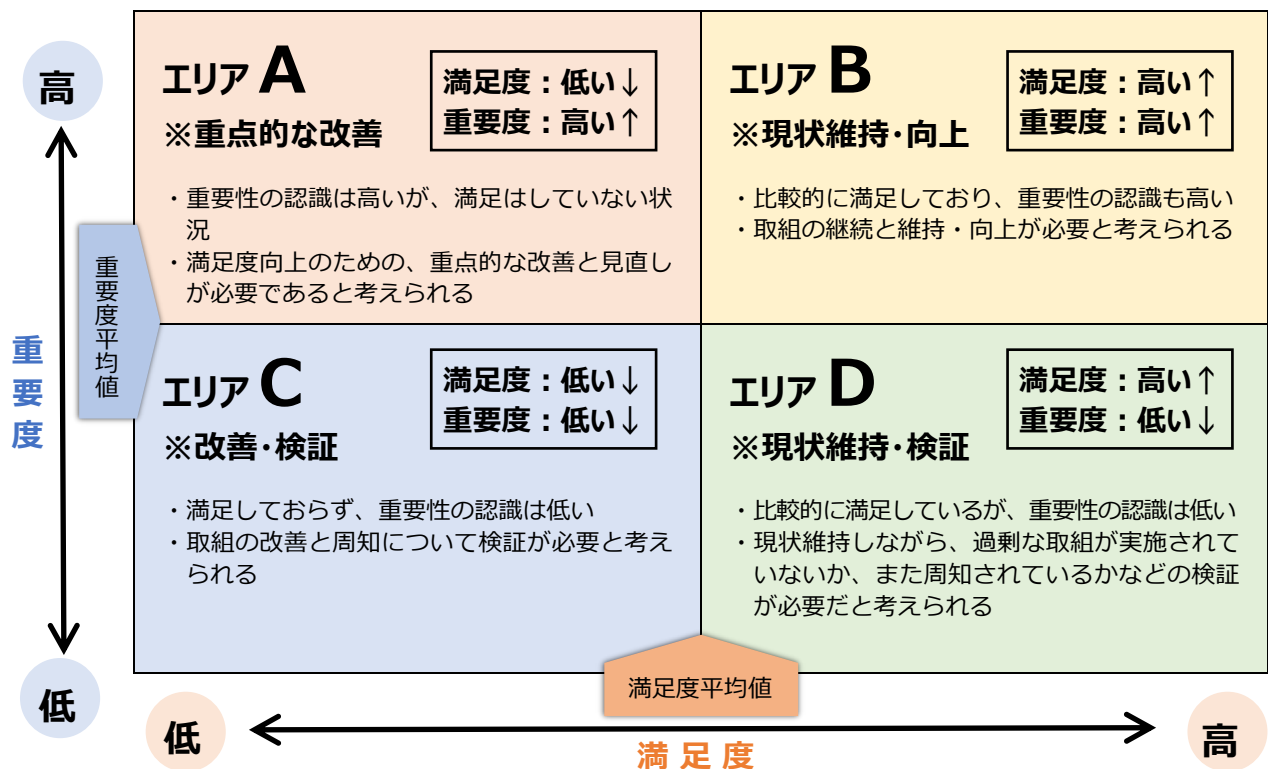 高
重要度
重要度平均値
低
エリア A
※重点的な改善
満足度：低い↓
重要度：高い↑
・重要性の認識は高いが、満足はしていない状
況
・満足度向上のための、重点的な改善と見直し
が必要であると考えられる
エリア B
※現状維持･向上
満足度：高い↑
重要度：高い↑
・比較的に満足しており、重要性の認識も高い
・取組の継続と維持・向上が必要と考えられる
エリア C
※改善･検証
満足度：低い↓
重要度：低い↓
・満足しておらず、重要性の認識は低い
・取組の改善と周知について検証が必要と考え
られる
エリア D
※現状維持･検証
満足度：高い↑
重要度：低い↓
・比較的に満足しているが、重要性の認識は低い
・現状維持しながら、過剰な取組が実施されて
いないか、また周知されているかなどの検証
が必要だと考えられる
満足度平均値
低
満足度
高